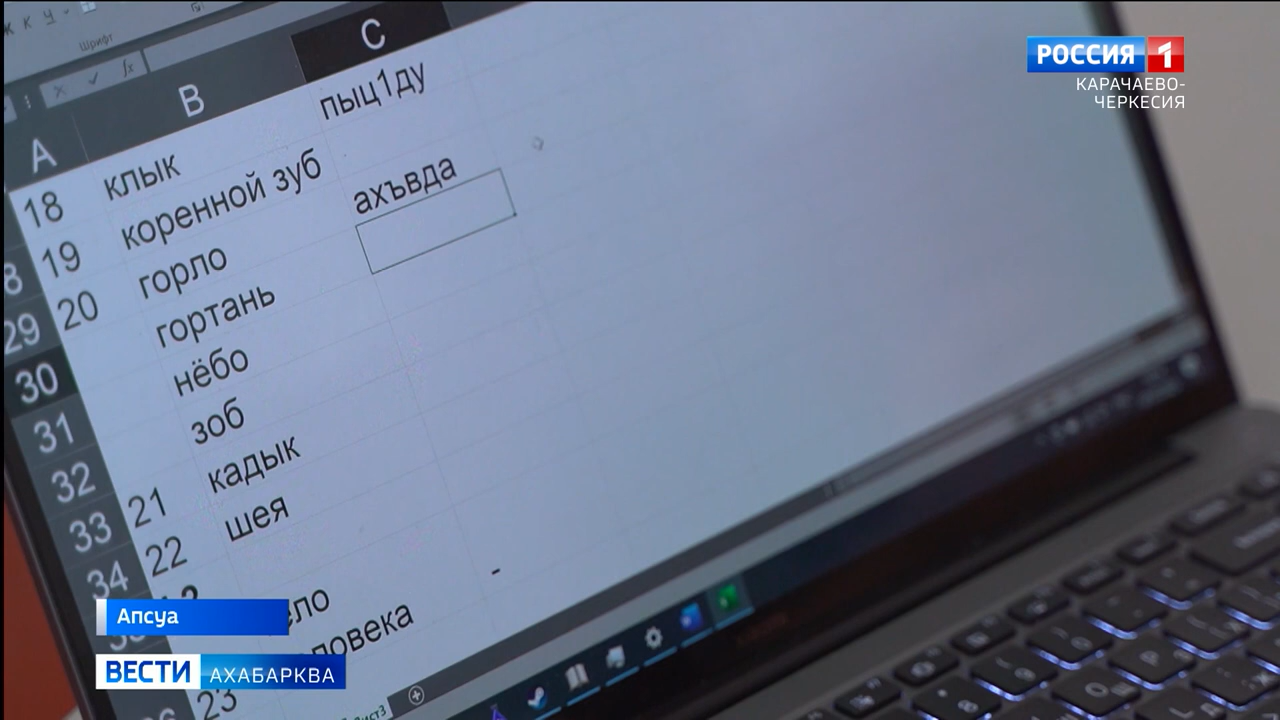 Шрифт
fx
РОССИЯ 1
КАРАЧАЕВО-
ЧЕРКЕСИЯ
A B C
18 клык пыц1ду
19 коренной зуб
20 горло ахъвда
29 гортань
30 нёбо
31 зоб
32 21 кадык
33 22 шея
34
-
23
Апсуа
ВЕСТИ АХАБАРКВА
Лист3